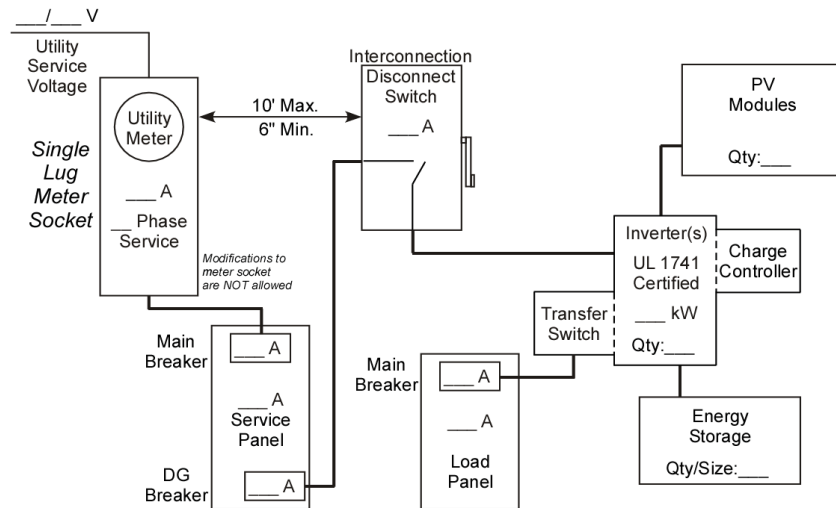 ___/___ V
Utility
Service
Voltage
Utility
Meter
Single
Lug
Meter
Socket
___ A
__ Phase
Service
Modifications to
meter socket
are NOT allowed
10' Max.
6" Min.
Interconnection
Disconnect
Switch
___ A
PV
Modules
Qty:___
Inverter(s)
UL 1741
Certified
___ kW
Qty:___
Charge
Controller
Transfer
Switch
Main
Breaker
___ A
___ A
Service
Panel
DG
Breaker
___ A
Main
Breaker
___ A
___ A
Load
Panel
Energy
Storage
Qty/Size:___